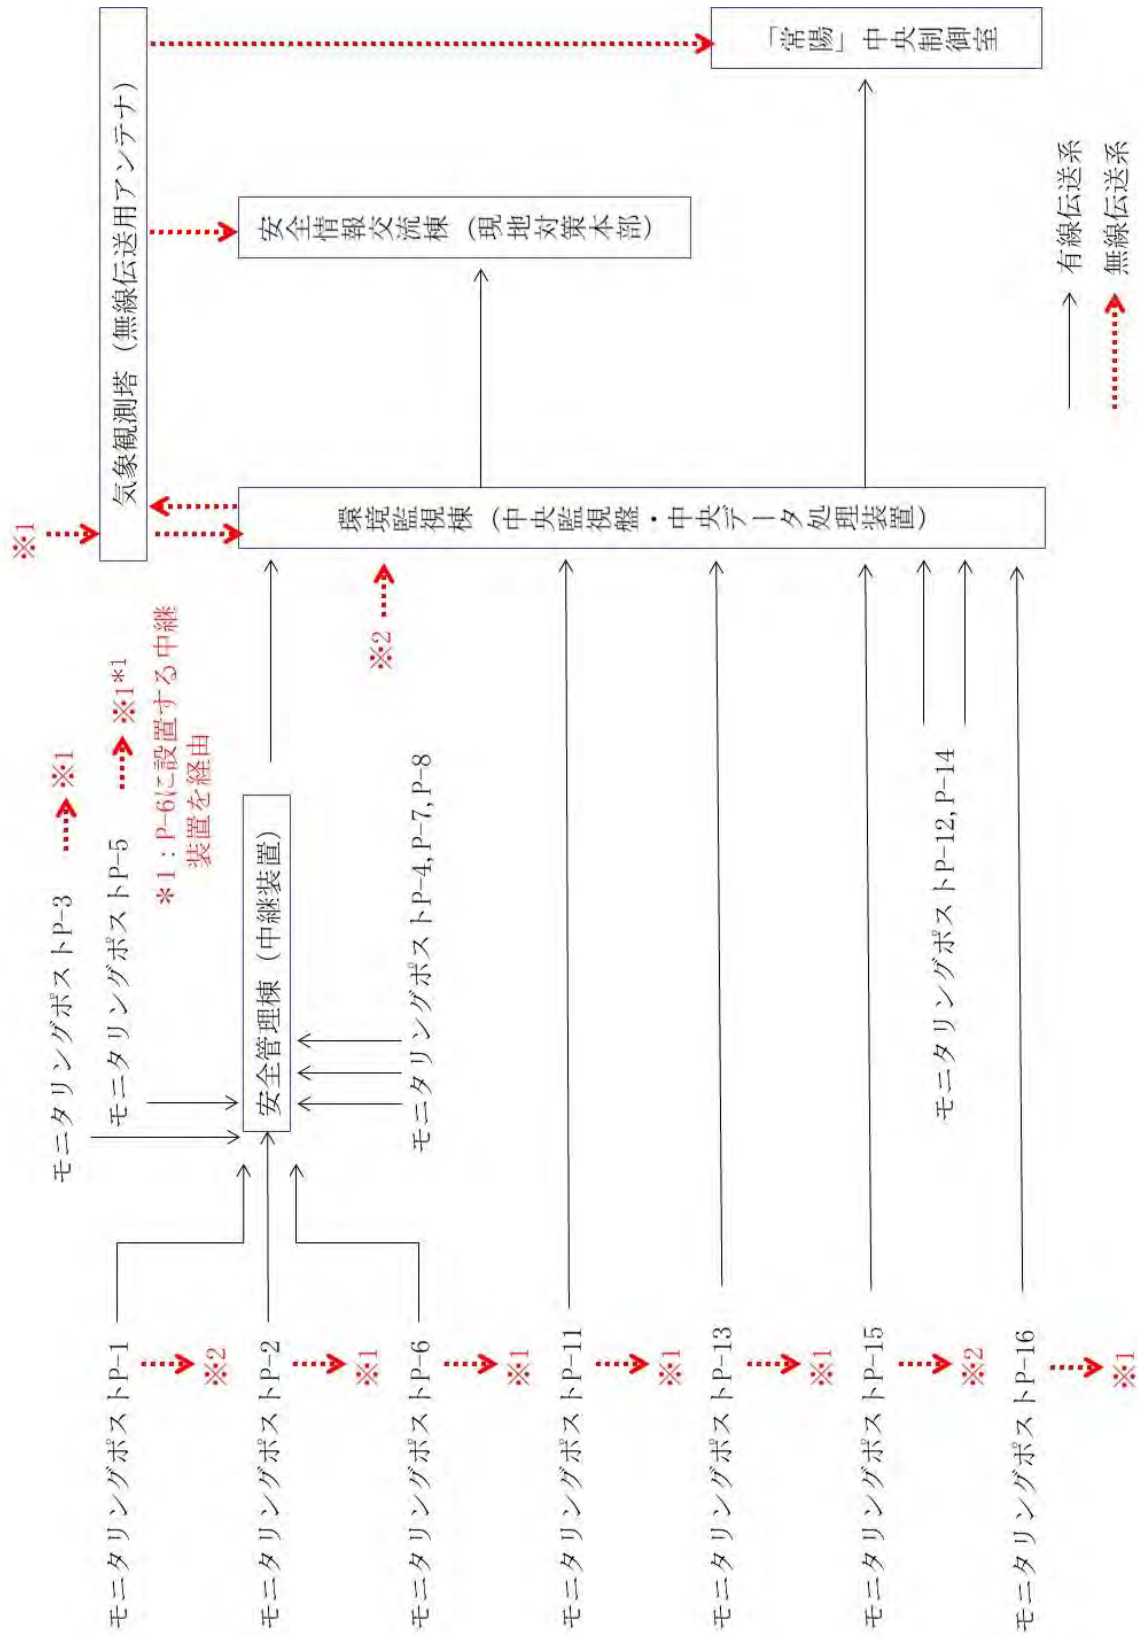 ※1
気象観測塔（無線伝送用アンテナ）
「常陽」中央制御室
安全情報交流棟（現地対策本部）
環境監視棟（中央監視盤・中央データ処理装置）
モニタリングポストP-3
※1
モニタリングポストP-5
※1*1
*1：P-6に設置する中継
装置を経由
安全管理棟（中継装置）
※2
モニタリングポストP-4,P-7,P-8
モニタリングポストP-12,P-14
モニタリングポストP-1
※2
モニタリングポストP-2
※1
モニタリングポストP-6
※1
モニタリングポストP-11
※1
モニタリングポストP-13
※1
モニタリングポストP-15
※2
モニタリングポストP-16
※1
有線伝送系
無線伝送系